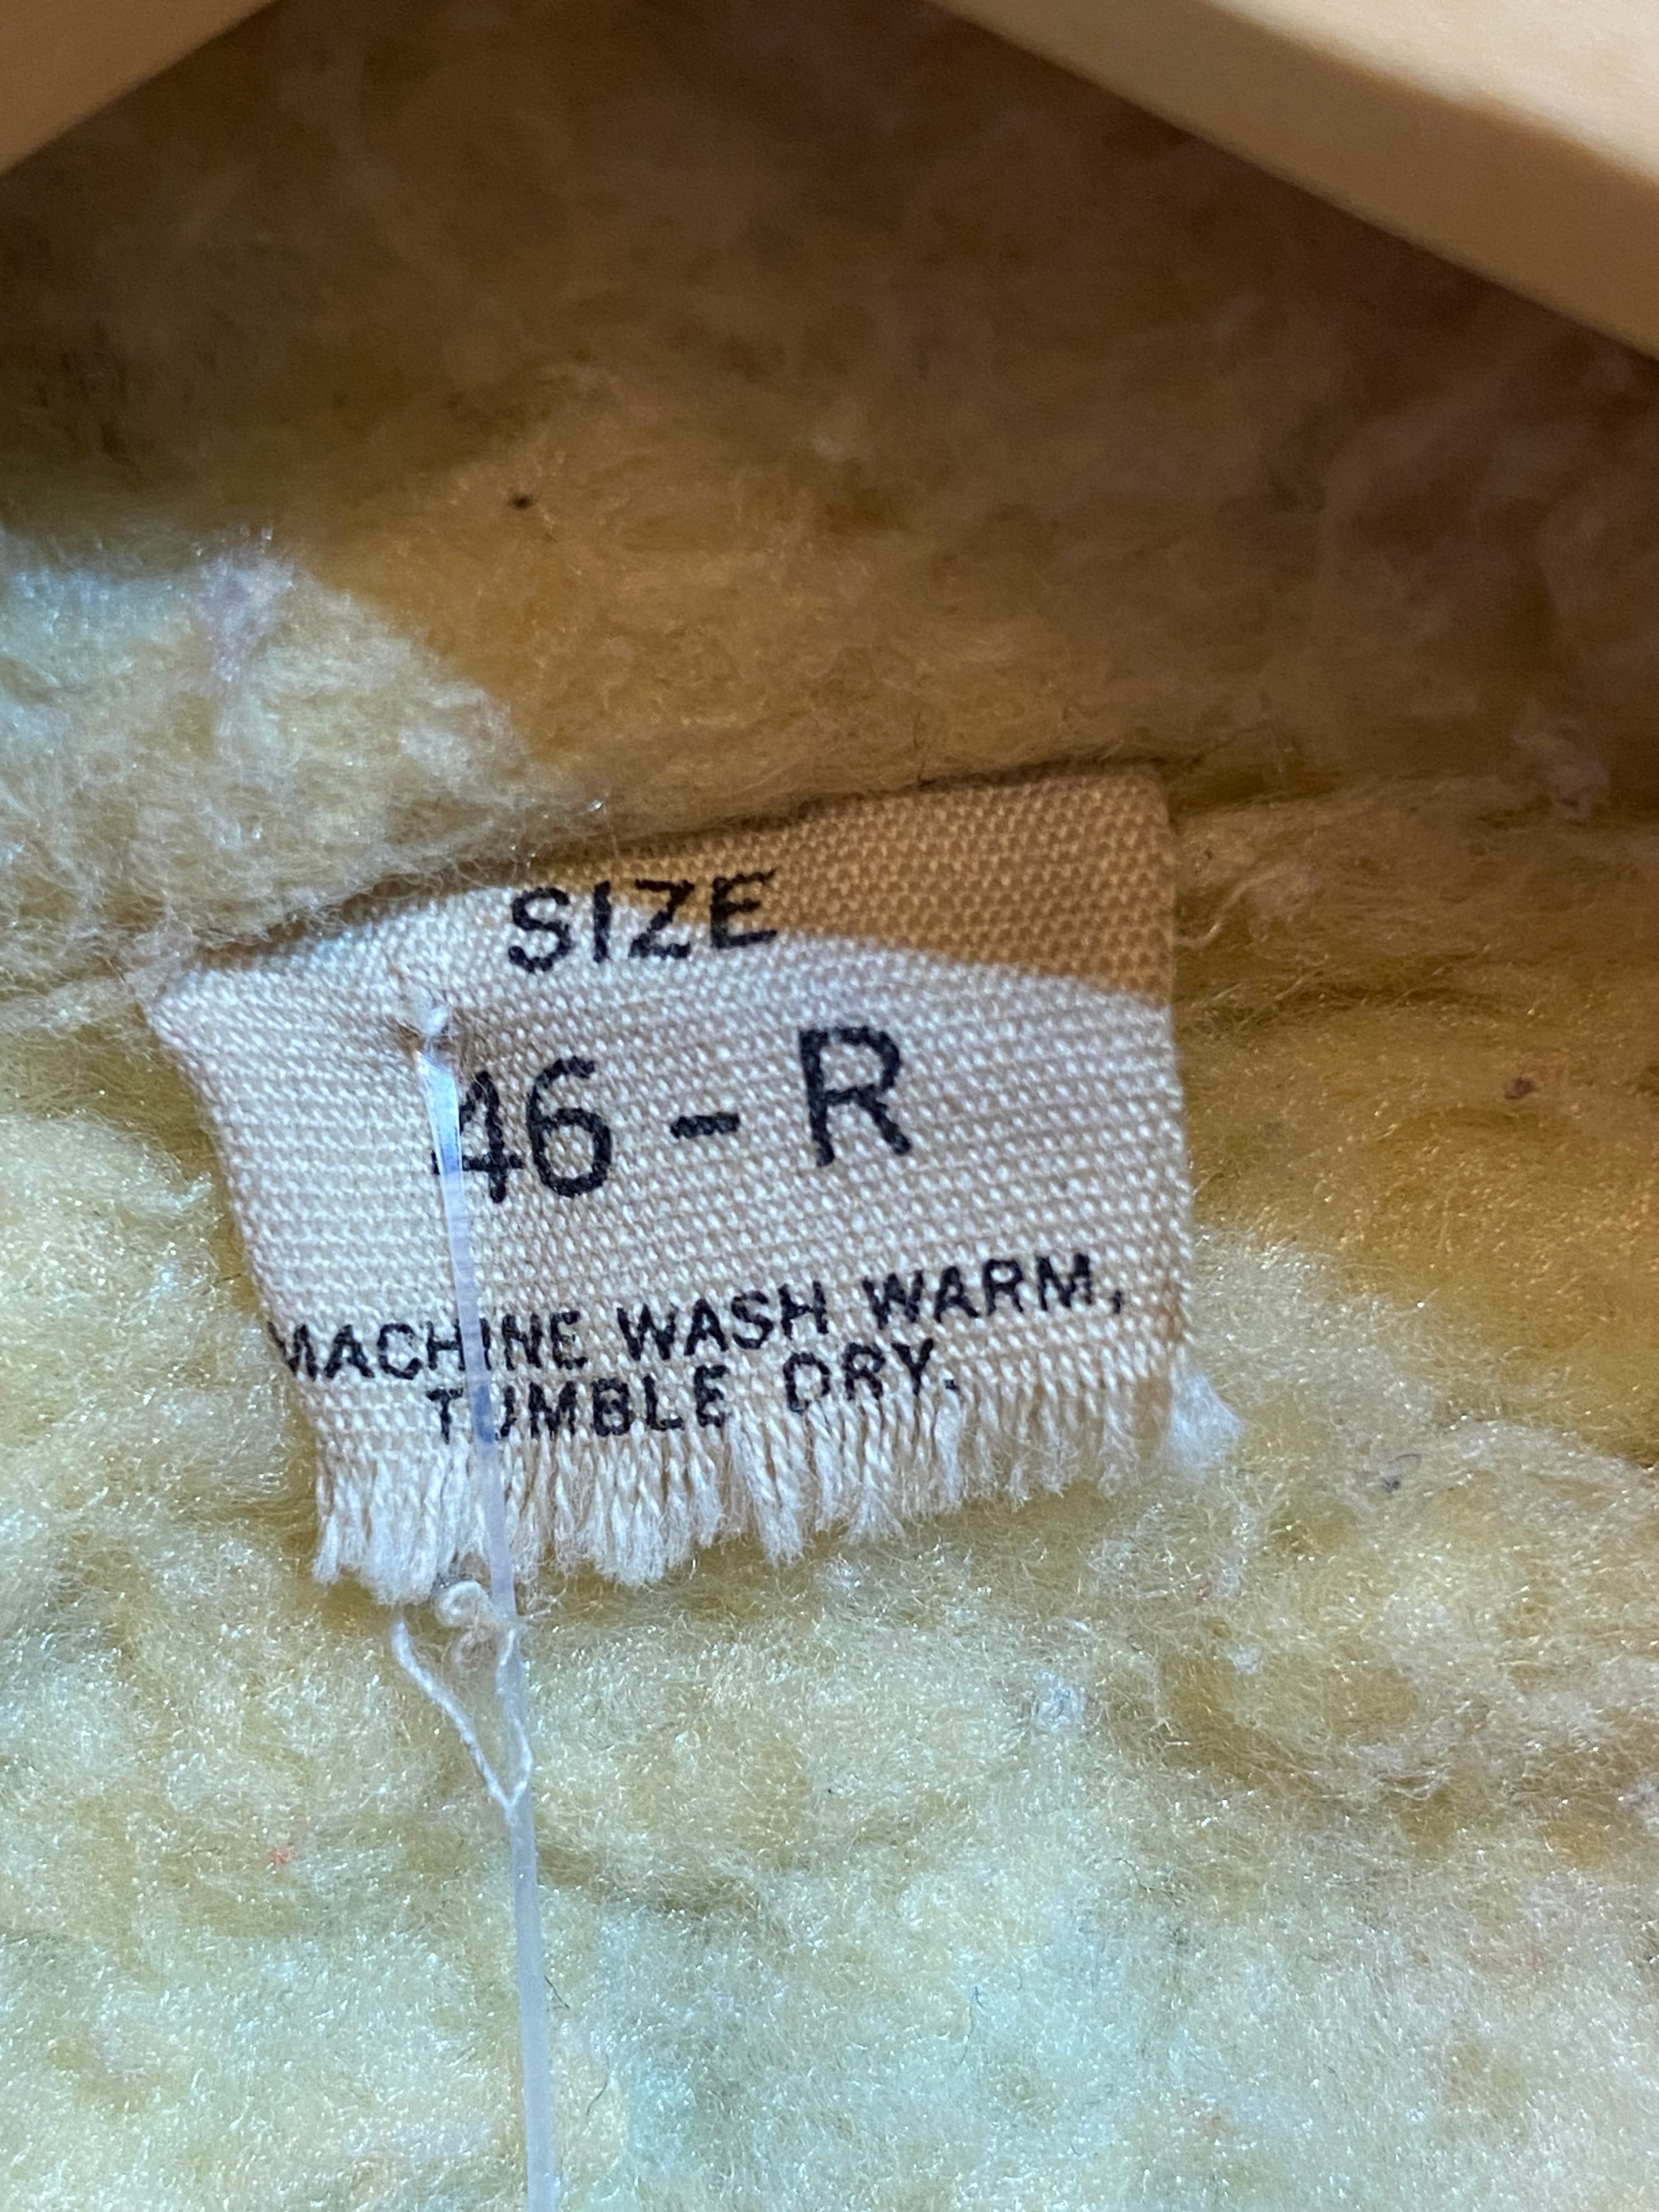 SIZE
46 - R
MACHINE WASH WARM,
TUMBLE DRY.